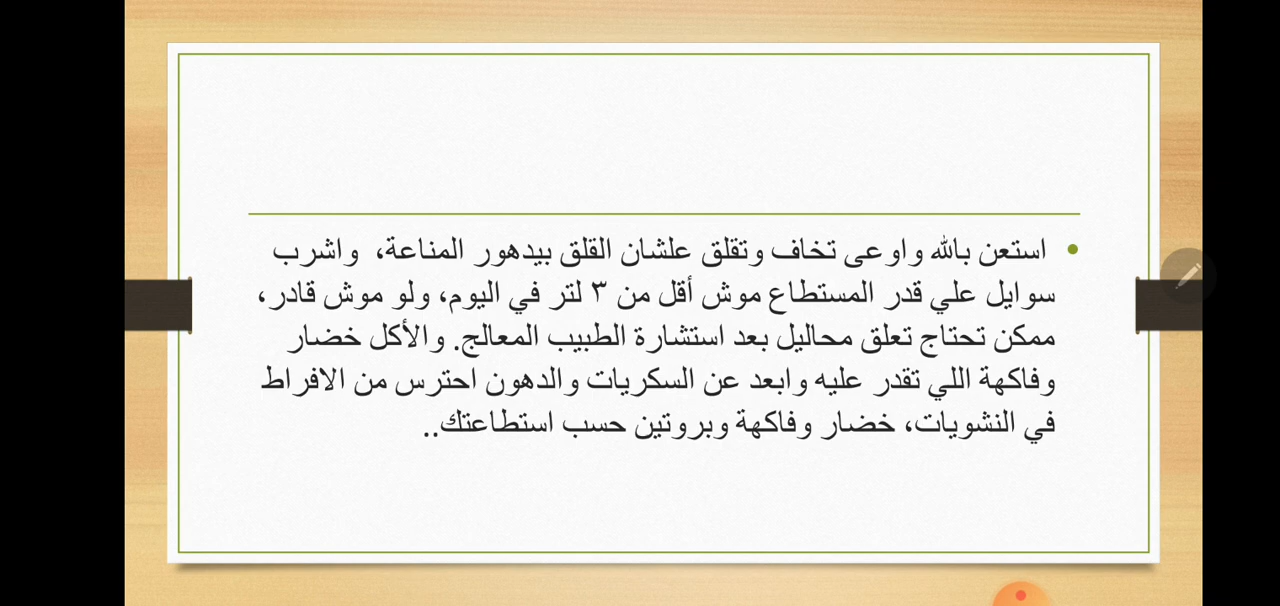 • استعن بالله واوعى تخاف وتقلق علشان القلق بيدهور المناعة، واشرب
سوايل علي قدر المستطاع موش أقل من ٣ لتر في اليوم، ولو موش قادر،
ممكن تحتاج تعلق محاليل بعد استشارة الطبيب المعالج. والأكل خضار
وفاكهة اللي تقدر عليه وابعد عن السكريات والدهون احترس من الافراط
في النشويات، خضار وفاكهة وبروتين حسب استطاعتك..